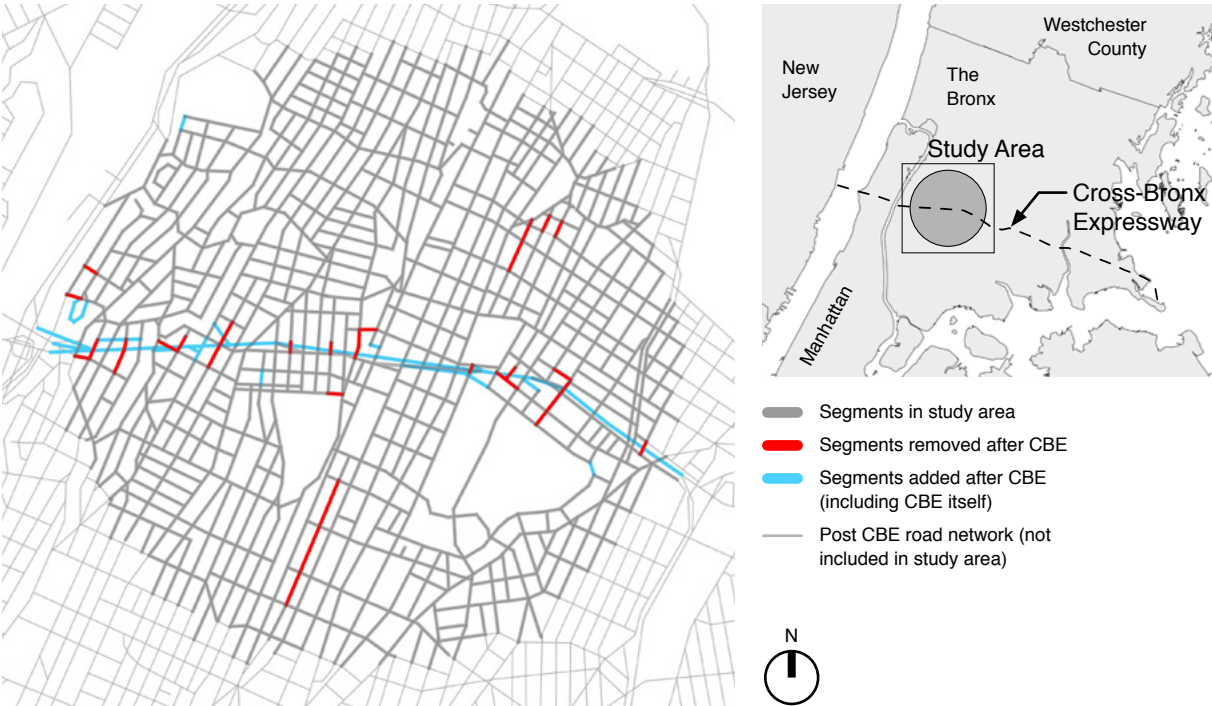 Westchester
County
New
Jersey
The
Bronx
Study Area
Cross-Bronx
Expressway
Manhattan
Segments in study area
Segments removed after CBE
Segments added after CBE
(including CBE itself)
Post CBE road network (not
included in study area)
N